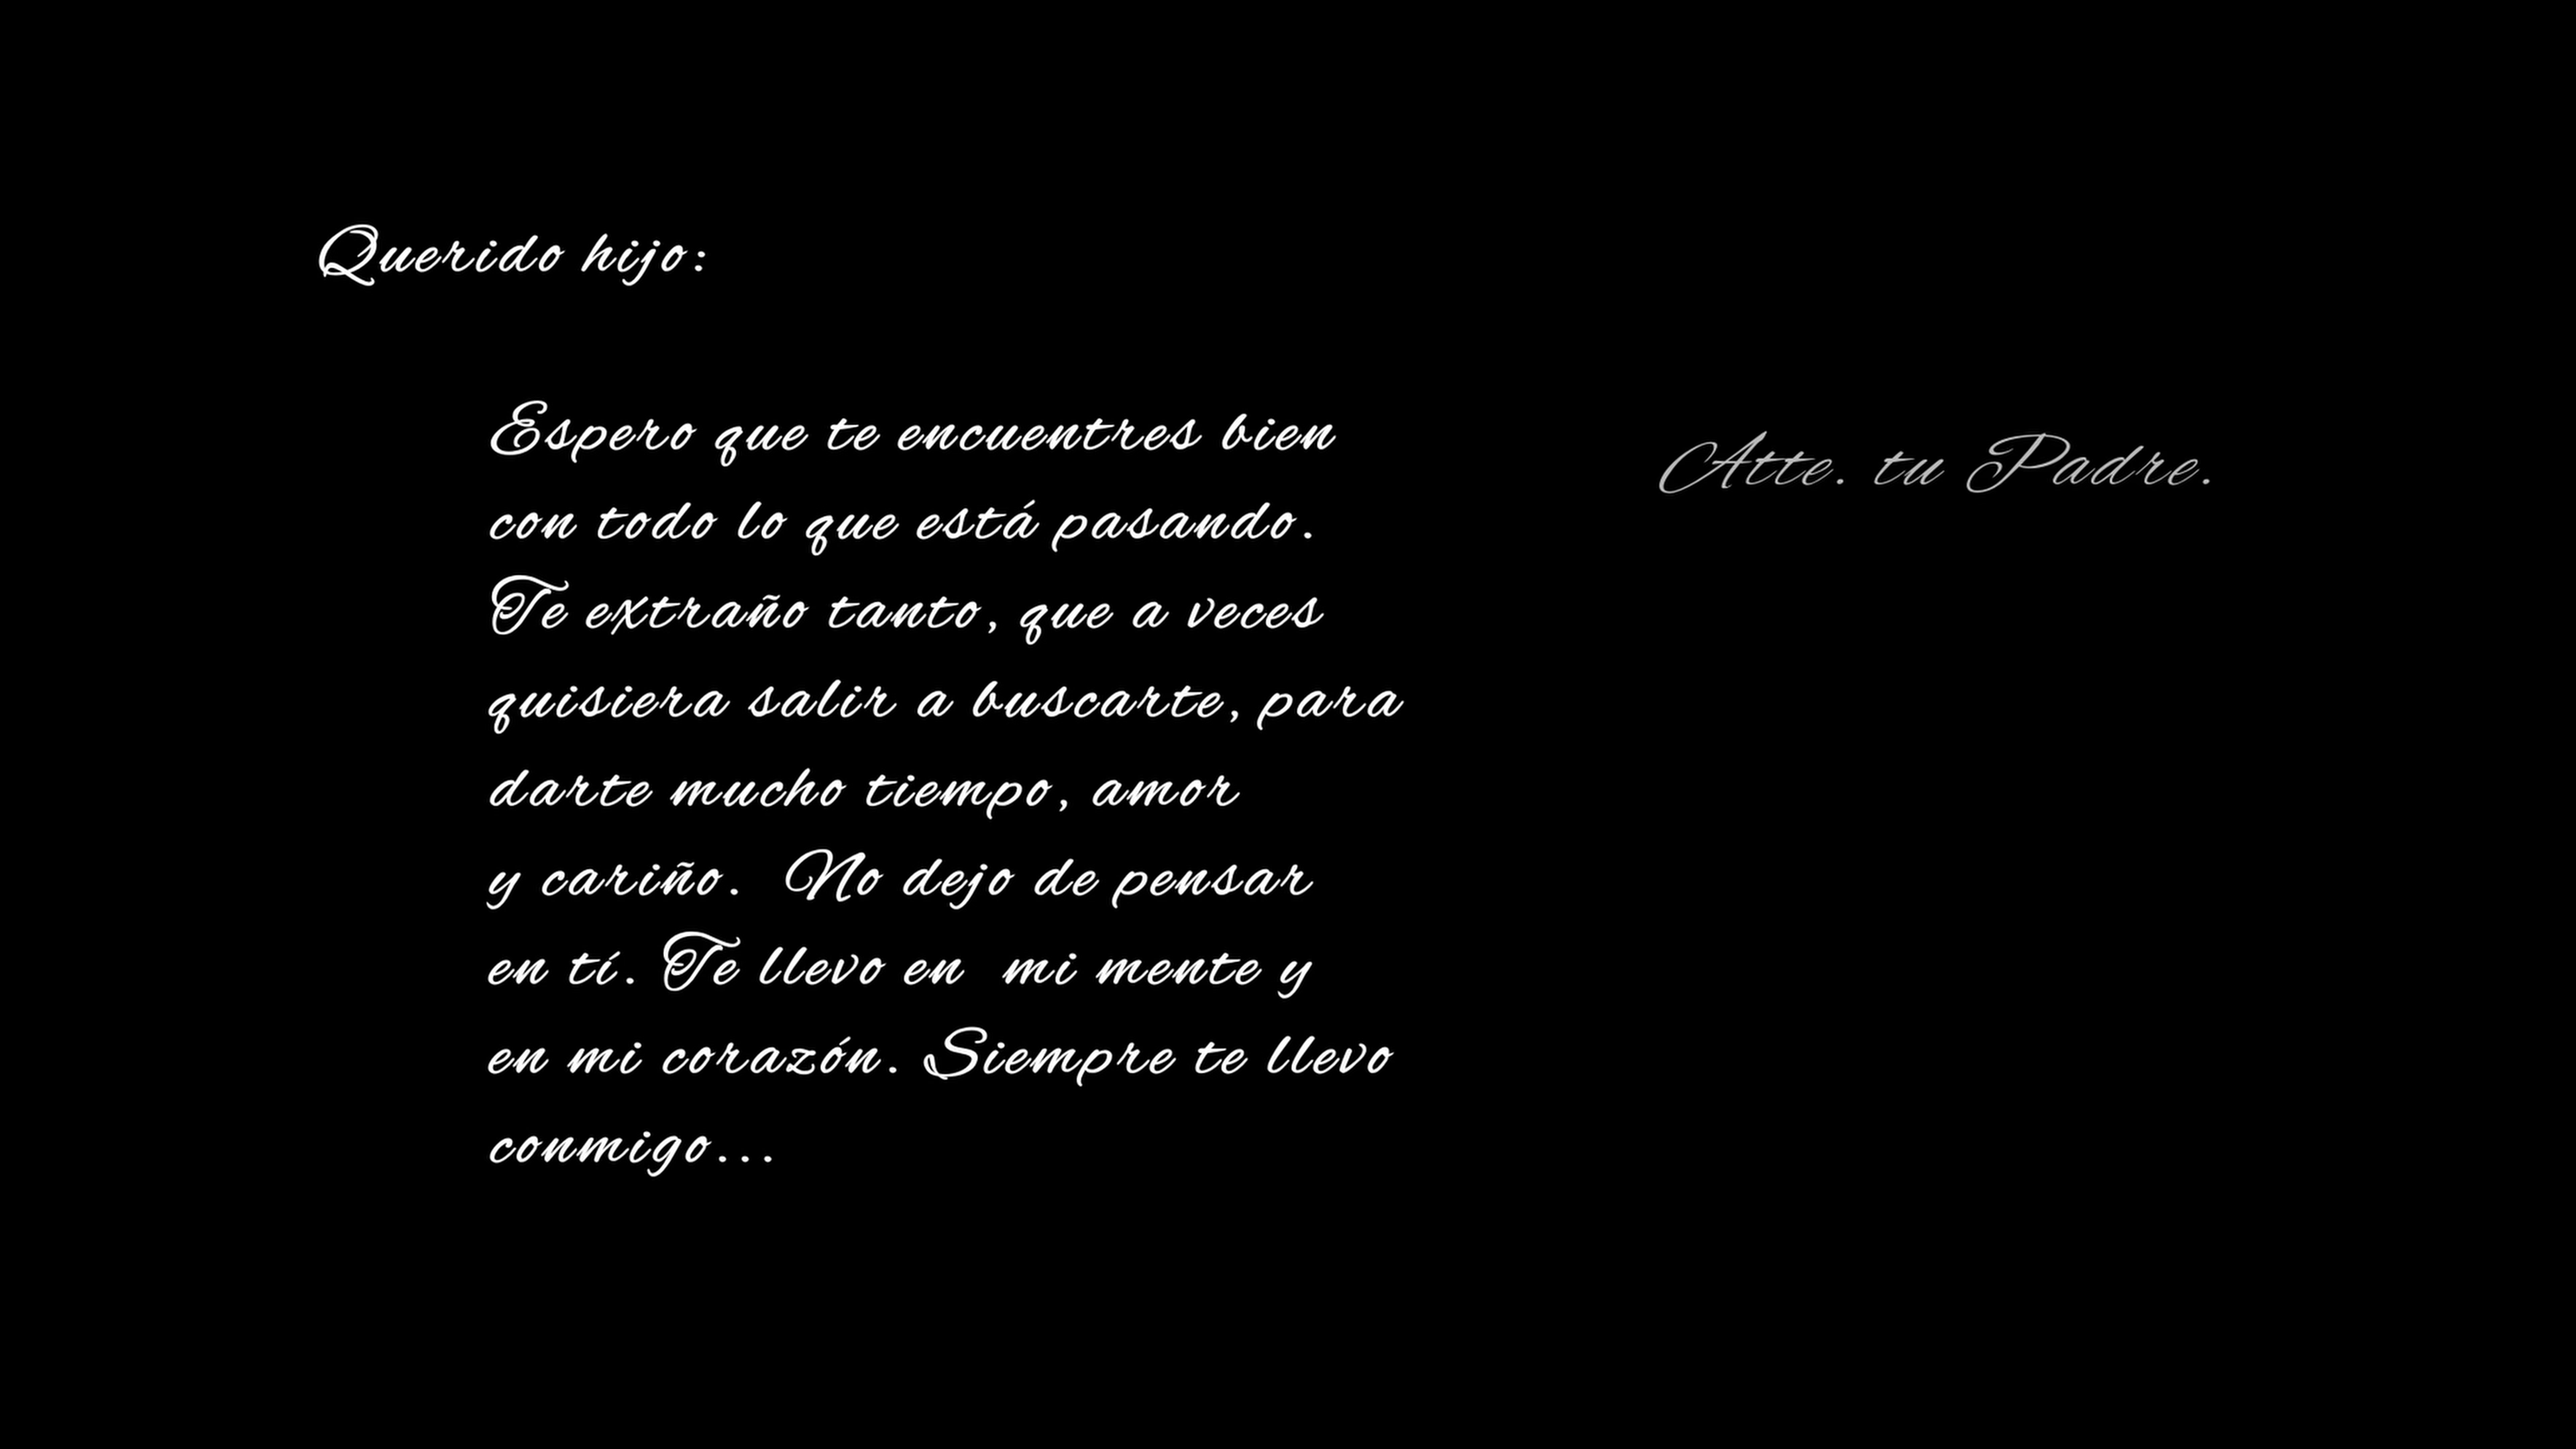 Querido hijo:
Espero que te encuentres bien
con todo lo que está pasando.
Te extraño tanto, que a veces
quisiera salir a buscarte, para
darte mucho tiempo, amor
y cariño.  No dejo de pensar
en tí. Te llevo en  mi mente y
en mi corazón. Siempre te llevo
conmigo...
Atte. tu Padre.